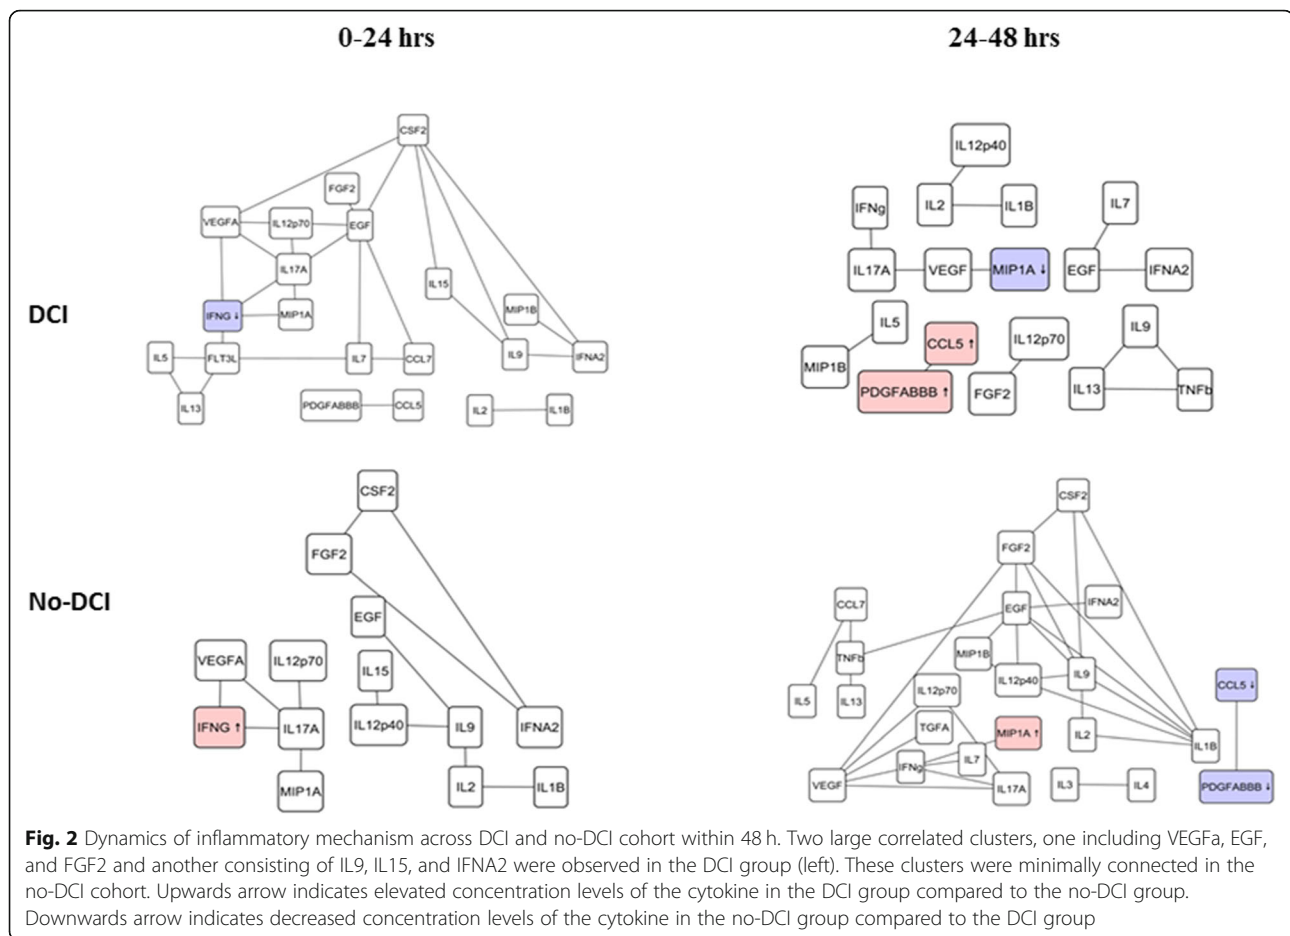 0-24 hrs
24-48 hrs
DCI
CSF2
FGF2
VEGFA
IL12p70
EGF
IL17A
IL15
IFNG ↓
MIP1A
MIP1B
IL5
FLT3L
IL7
CCL7
IL9
IFNA2
IL13
PDGFABBB
CCL5
IL2
IL1B
IL12p40
IFNg
IL2
IL1B
IL7
IL17A
VEGF
MIP1A ↓
EGF
IFNA2
IL5
CCL5 ↑
IL12p70
IL9
MIP1B
PDGFABBB ↑
FGF2
IL13
TNFb
No-DCI
CSF2
FGF2
EGF
VEGFA
IL12p70
IL15
IFNG ↑
IL17A
IL12p40
IL9
IFNA2
MIP1A
IL2
IL1B
CSF2
FGF2
CCL7
EGF
IFNA2
TNFb
MIP1B
IL12p40
IL9
IL5
IL13
IL12p70
CCL5 ↓
TGFA
MIP1A ↑
IL2
IL1B
IFNg
IL7
VEGF
IL17A
IL3
IL4
PDGFABBB ↓
Fig. 2 Dynamics of inflammatory mechanism across DCI and no-DCI cohort within 48 h. Two large correlated clusters, one including VEGFa, EGF,
and FGF2 and another consisting of IL9, IL15, and IFNA2 were observed in the DCI group (left). These clusters were minimally connected in the
no-DCI cohort. Upwards arrow indicates elevated concentration levels of the cytokine in the DCI group compared to the no-DCI group.
Downwards arrow indicates decreased concentration levels of the cytokine in the no-DCI group compared to the DCI group